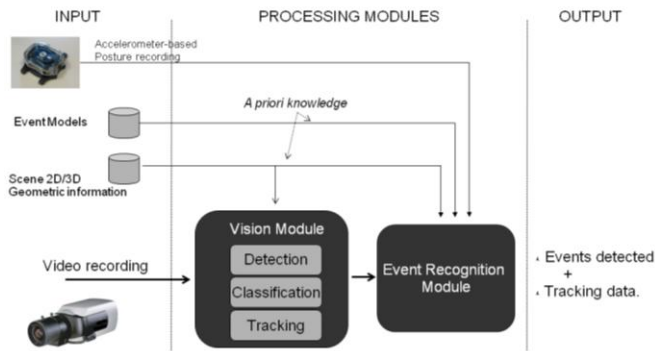 INPUT
PROCESSING MODULES
OUTPUT
Accelerometer-based
Posture recording
A priori knowledge
Event Models
Scene 2D/3D
Geometric information
Vision Module
Detection
Classification
Tracking
Video recording
Event Recognition
Module
Events detected
+
Tracking data.